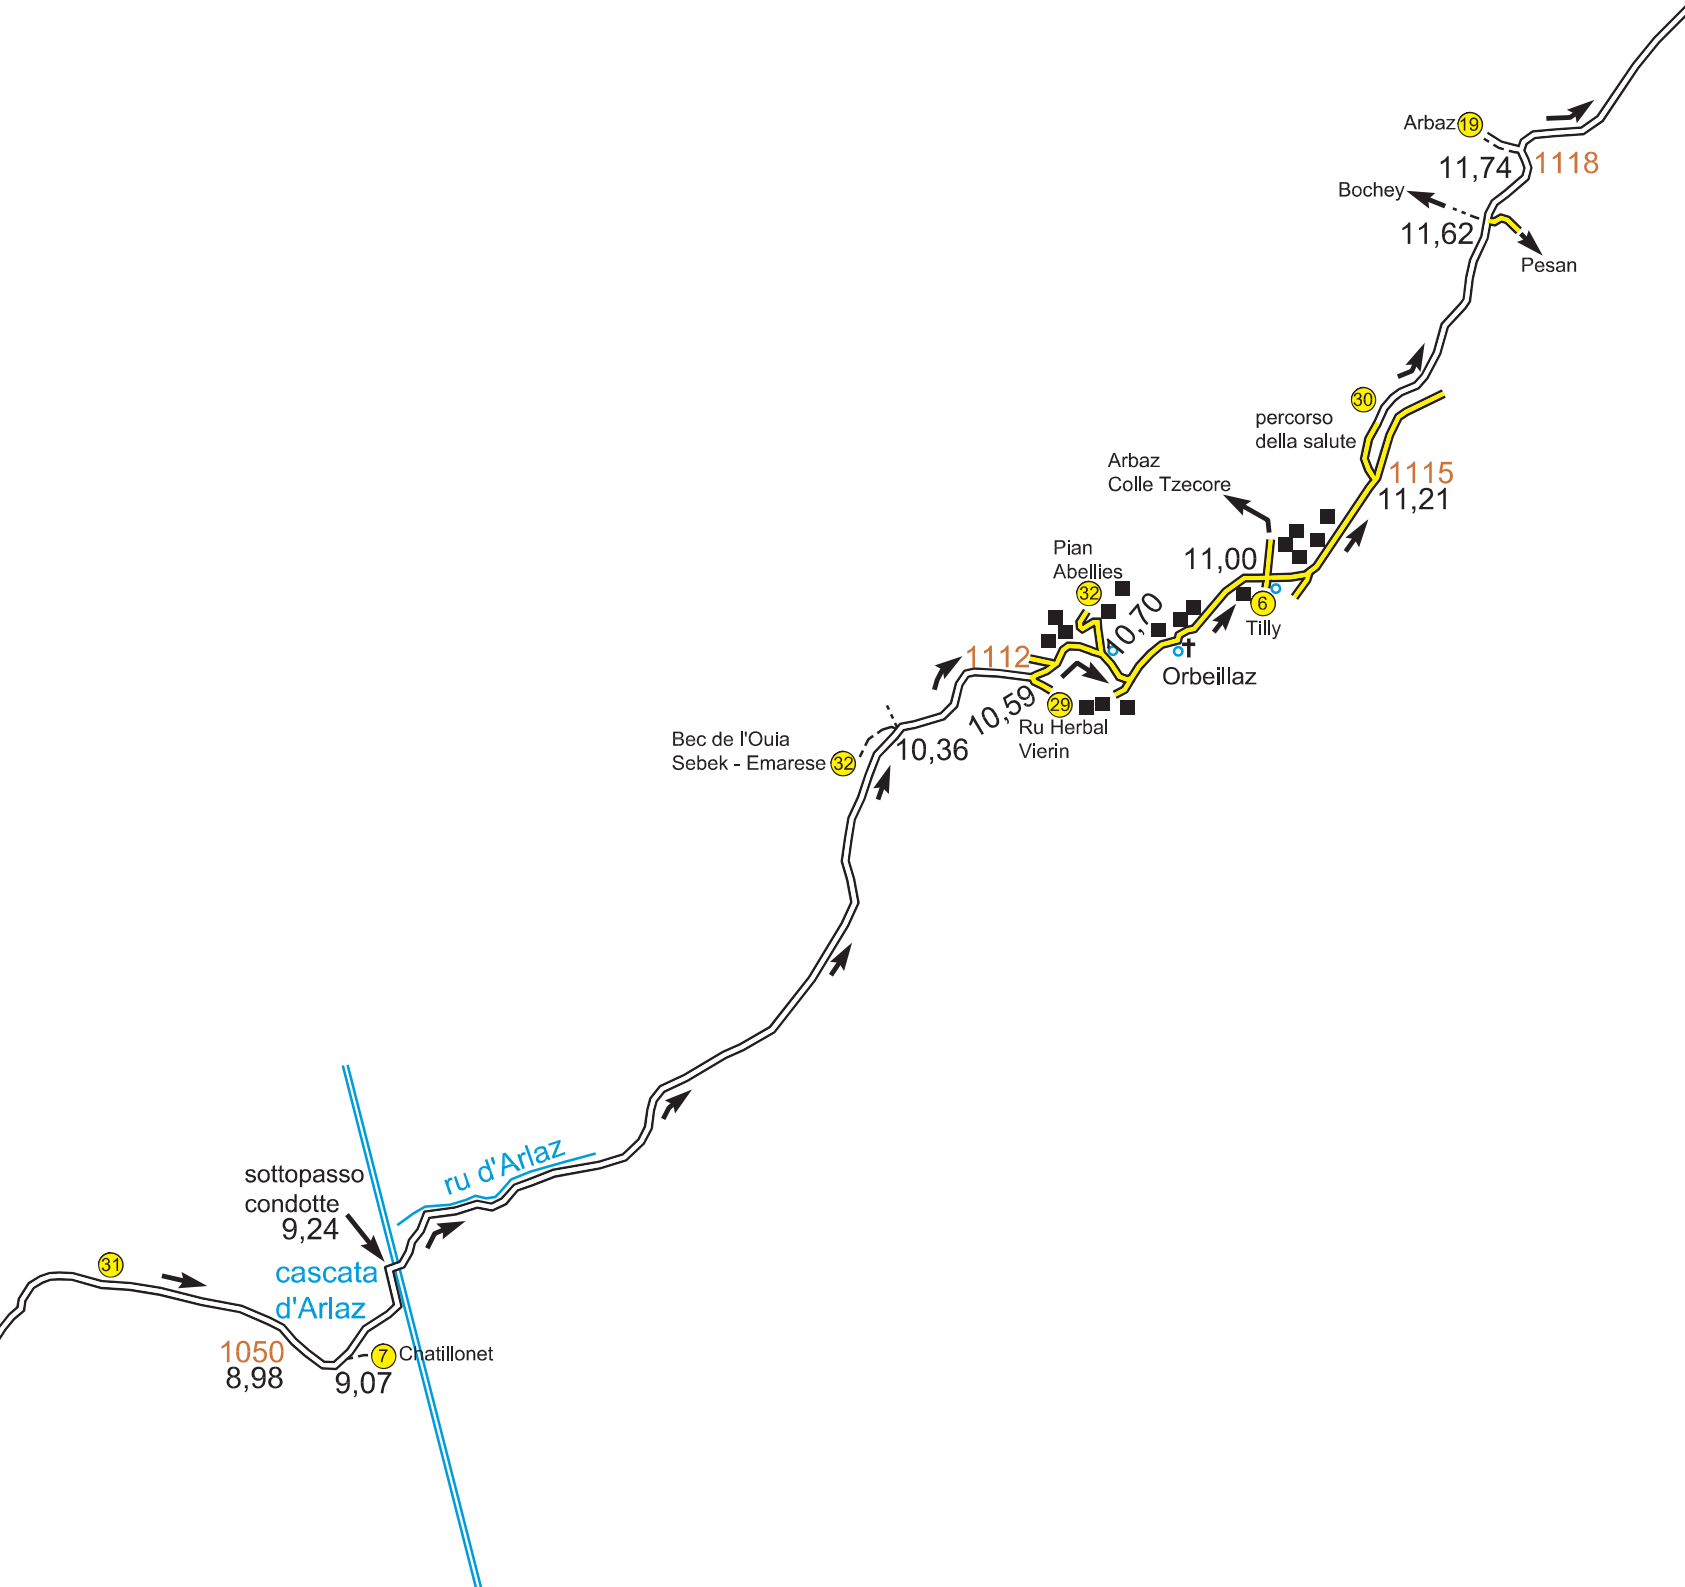 Arbaz 19
11,74 1118
Bochey
11,62
Pesan
30
percorso
della salute
1115
11,21
Arbaz
Colle Tzecore
11,00
Pian
Abellies
32
10,70
6
Tilly
Orbeillaz
1112
10,59
29
Ru Herbal
Vierin
10,36
Bec de l'Ouia
Sebek - Emarese 32
ru d'Arlaz
sottopasso
condotte
9,24
cascata
d'Arlaz
31
1050
8,98
9,07
7 Chatillonet